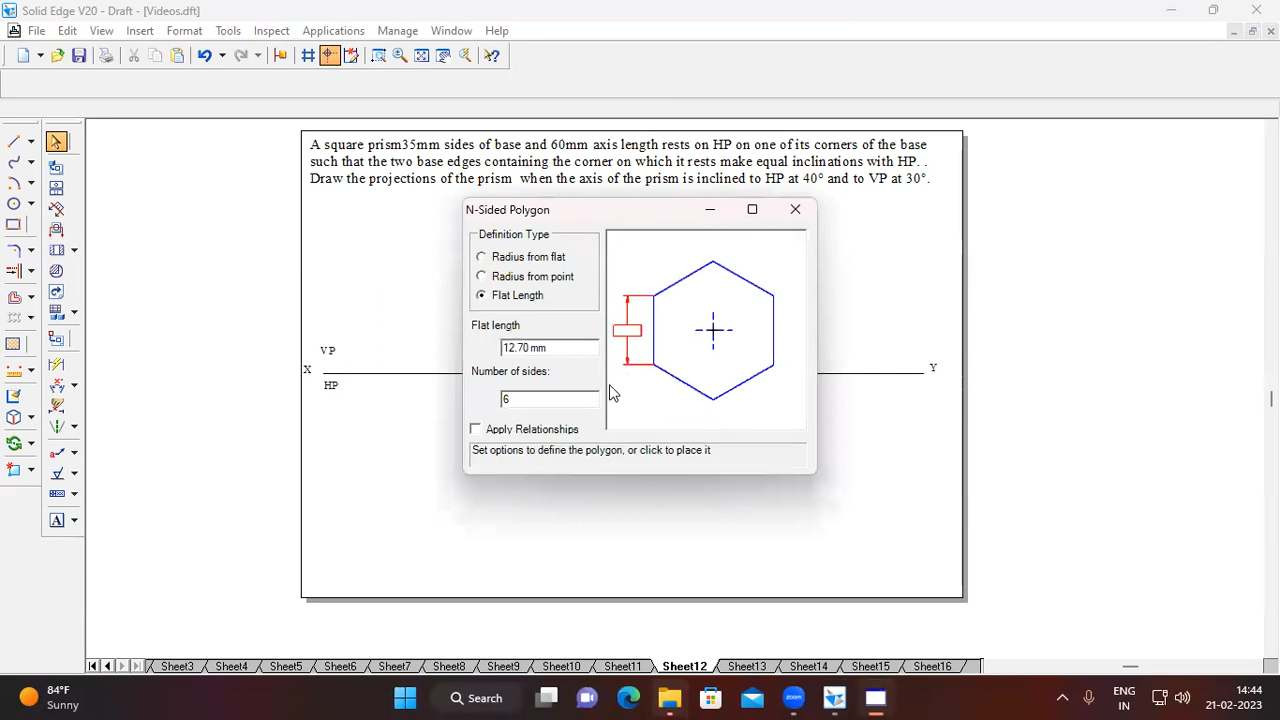 Solid Edge V20 - Draft - [Videos.dft]
File Edit View Insert Format Tools Inspect Applications Manage Window Help
A square prism35mm sides of base and 60mm axis length rests on HP on one of its corners of the base
such that the two base edges containing the corner on which it rests make equal inclinations with HP. .
Draw the projections of the prism when the axis of the prism is inclined to HP at 40° and to VP at 30°.
N-Sided Polygon
Definition Type
Radius from flat
Radius from point
Flat Length
Flat length
12.70 mm
Number of sides:
6
Apply Relationships
Set options to define the polygon, or click to place it
VP
X
HP
Y
A
Sheet3 Sheet4 Sheet5 Sheet6 Sheet7 Sheet8 Sheet9 Sheet10 Sheet11 Sheet12 Sheet13 Sheet14 Sheet15 Sheet16
84°F
Sunny
Search
zoom
ENG
IN
14:44
21-02-2023